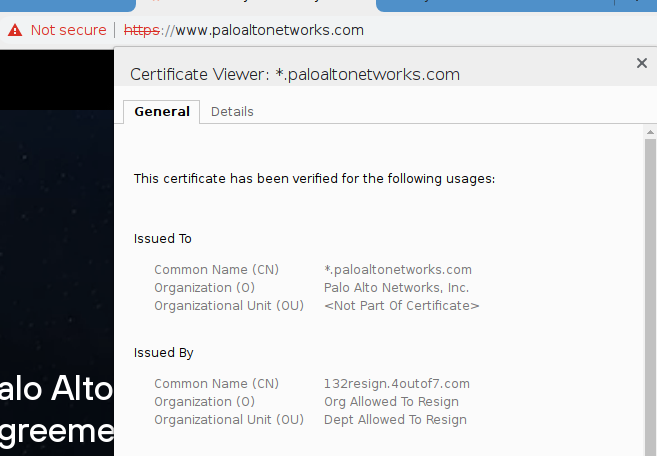 Not secure | https://www.paloaltonetworks.com
Certificate Viewer: *.paloaltonetworks.com
General Details
This certificate has been verified for the following usages:
Issued To
Common Name (CN) *.paloaltonetworks.com
Organization (O) Palo Alto Networks, Inc.
Organizational Unit (OU) <Not Part Of Certificate>
Issued By
Common Name (CN) 132resign.4outof7.com
Organization (O) Org Allowed To Resign
Organizational Unit (OU) Dept Allowed To Resign
alo Alto
greeme